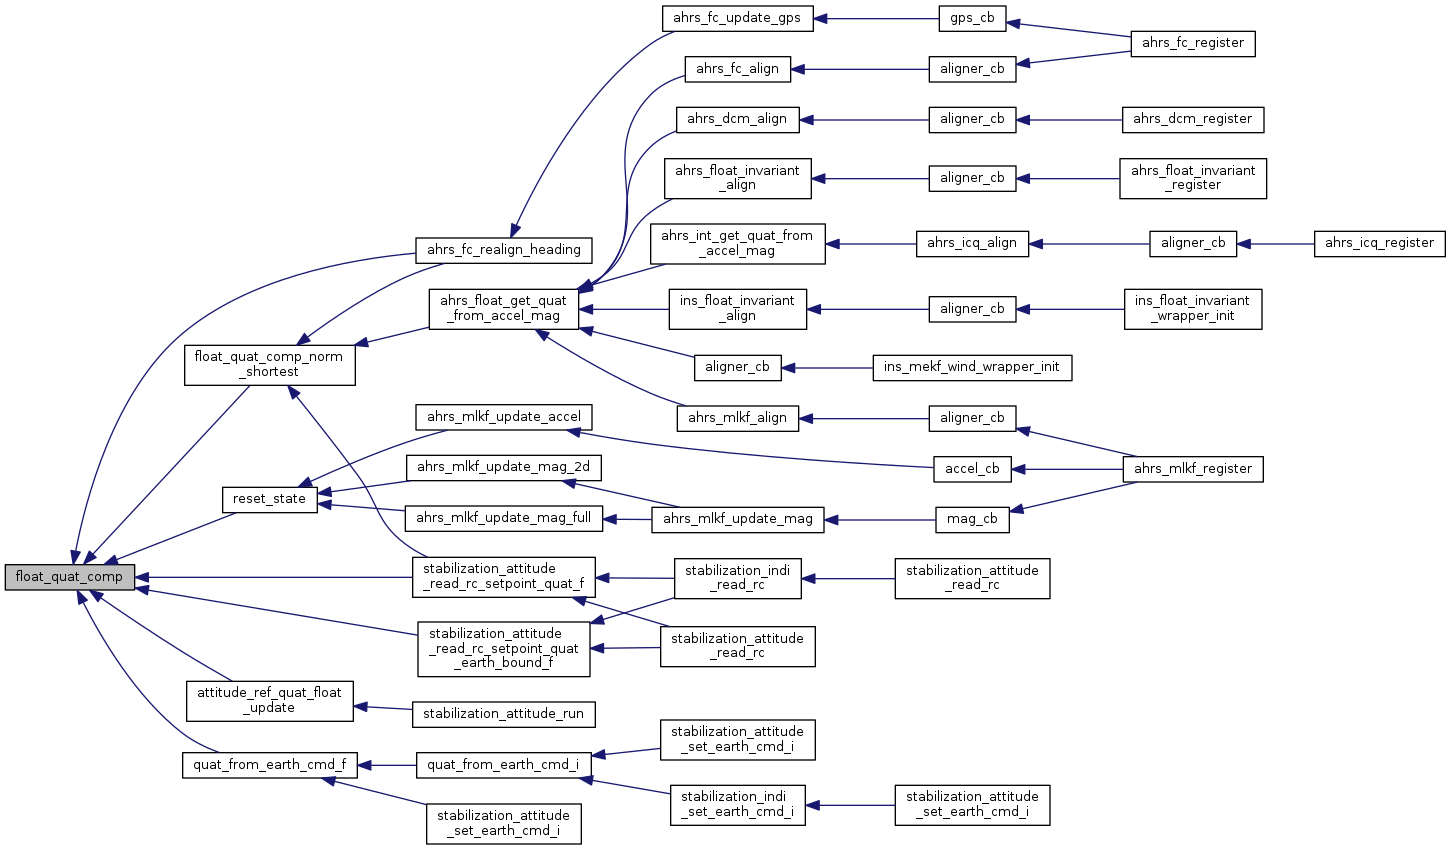 ahrs_fc_update_gps
gps_cb
ahrs_fc_register
ahrs_fc_align
aligner_cb
ahrs_dcm_align
aligner_cb
ahrs_dcm_register
ahrs_float_invariant
_align
aligner_cb
ahrs_float_invariant
_register
ahrs_fc_realign_heading
ahrs_int_get_quat_from
_accel_mag
ahrs_icq_align
aligner_cb
ahrs_icq_register
ahrs_float_get_quat
_from_accel_mag
ins_float_invariant
_align
aligner_cb
ins_float_invariant
_wrapper_init
float_quat_comp_norm
_shortest
aligner_cb
ins_mekf_wind_wrapper_init
ahrs_mlkf_update_accel
ahrs_mlkf_align
aligner_cb
ahrs_mlkf_update_mag_2d
accel_cb
ahrs_mlkf_register
reset_state
ahrs_mlkf_update_mag_full
ahrs_mlkf_update_mag
mag_cb
float_quat_comp
stabilization_attitude
_read_rc_setpoint_quat_f
stabilization_indi
_read_rc
stabilization_attitude
_read_rc
stabilization_attitude
_read_rc_setpoint_quat
_earth_bound_f
stabilization_attitude
_read_rc
attitude_ref_quat_float
_update
stabilization_attitude_run
quat_from_earth_cmd_f
quat_from_earth_cmd_i
stabilization_attitude
_set_earth_cmd_i
stabilization_indi
_set_earth_cmd_i
stabilization_attitude
_set_earth_cmd_i
stabilization_attitude
_set_earth_cmd_i